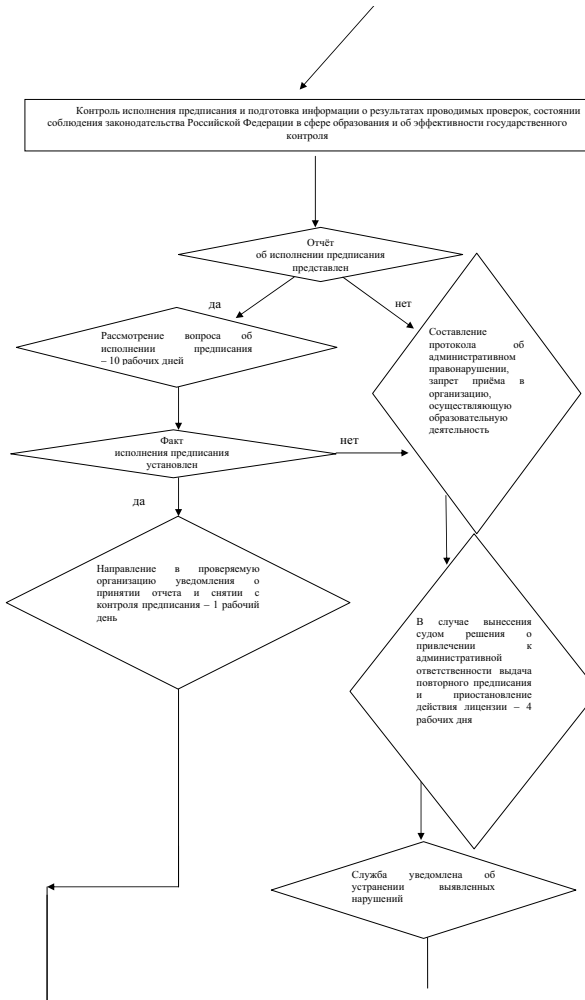 Контроль исполнения предписания и подготовка информации о результатах проводимых проверок, состоянии
соблюдения законодательства Российской Федерации в сфере образования и об эффективности государственного
контроля
Отчёт
об исполнении предписания
представлен
да
нет
Рассмотрение вопроса об
исполнении предписания
– 10 рабочих дней
Составление
протокола об
административном
правонарушении,
запрет приёма в
организацию,
осуществляющую
образовательную
деятельность
Факт
исполнения предписания
установлен
нет
да
Направление в проверяемую
организацию уведомления о
принятии отчета и снятии с
контроля предписания – 1 рабочий
день
В случае вынесения
судом решения о
привлечении к
административной
ответственности выдача
повторного предписания
и приостановление
действия лицензии – 4
рабочих дня
Служба уведомлена об
устранении выявленных
нарушений